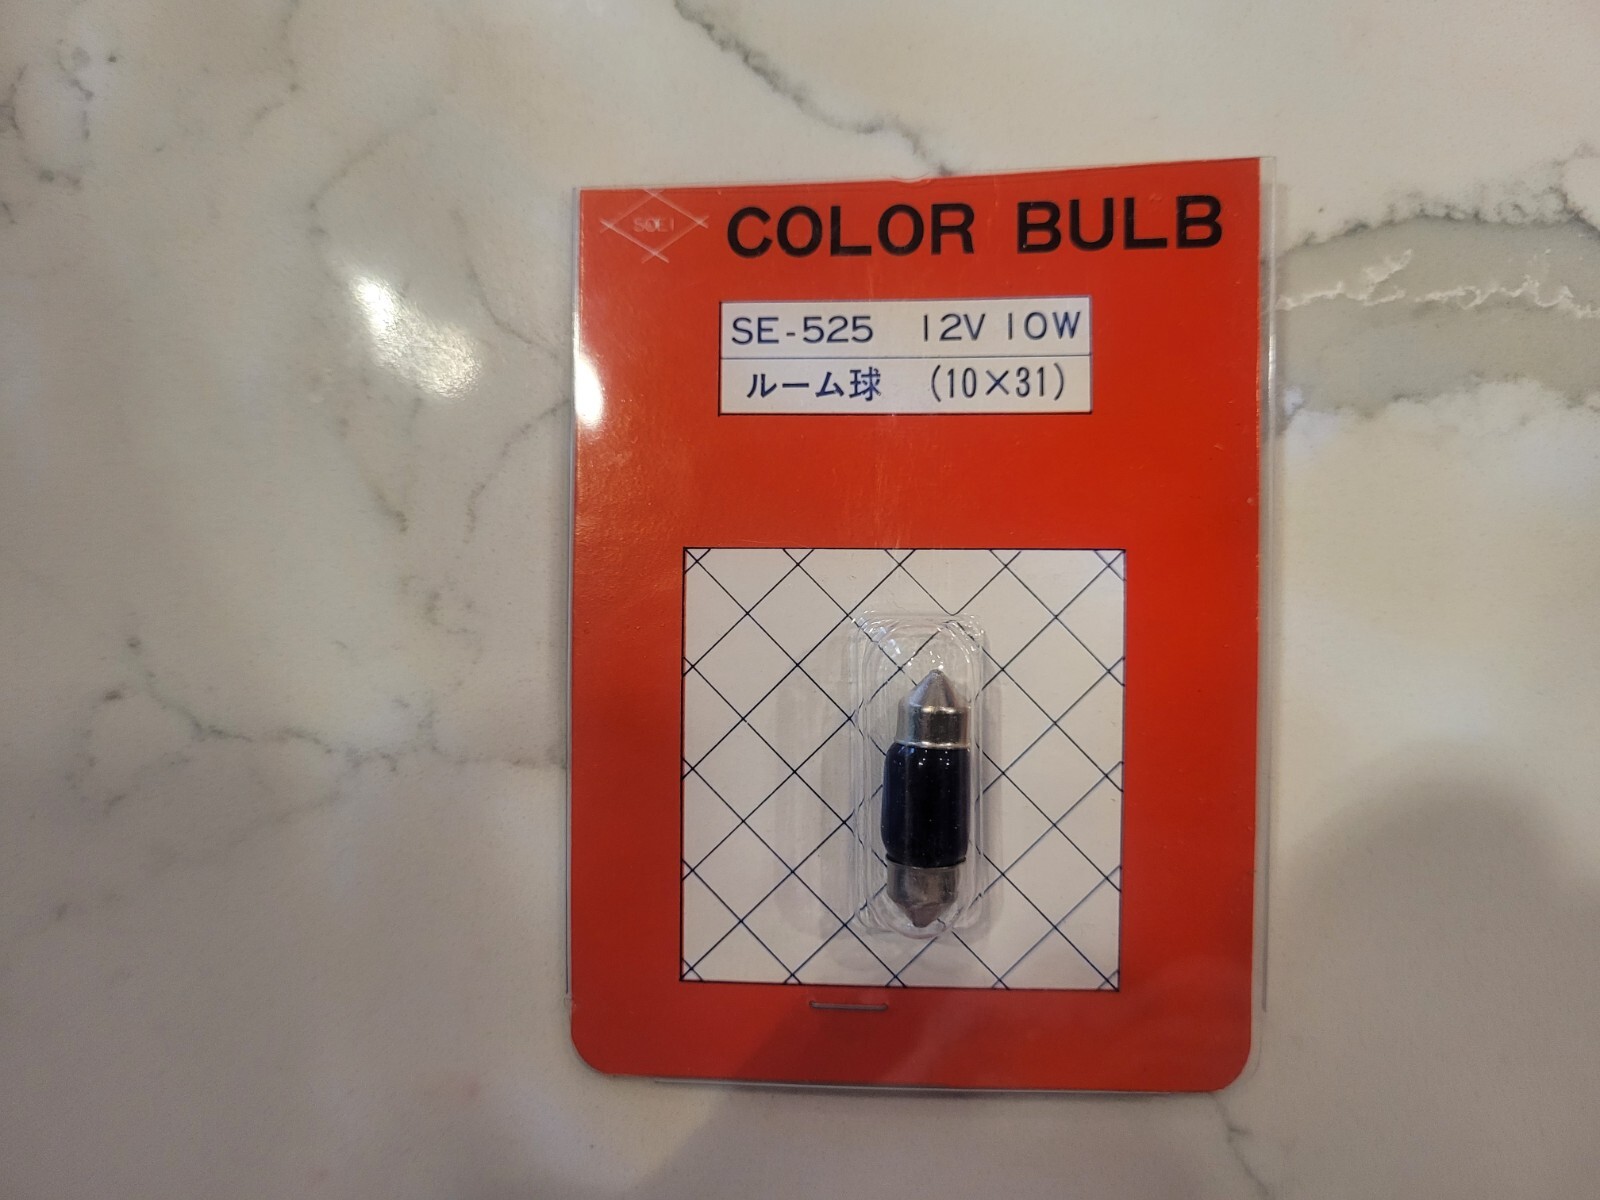 SOEI
COLOR BULB
SE-525 12V 10W
ルーム球 (10×31)